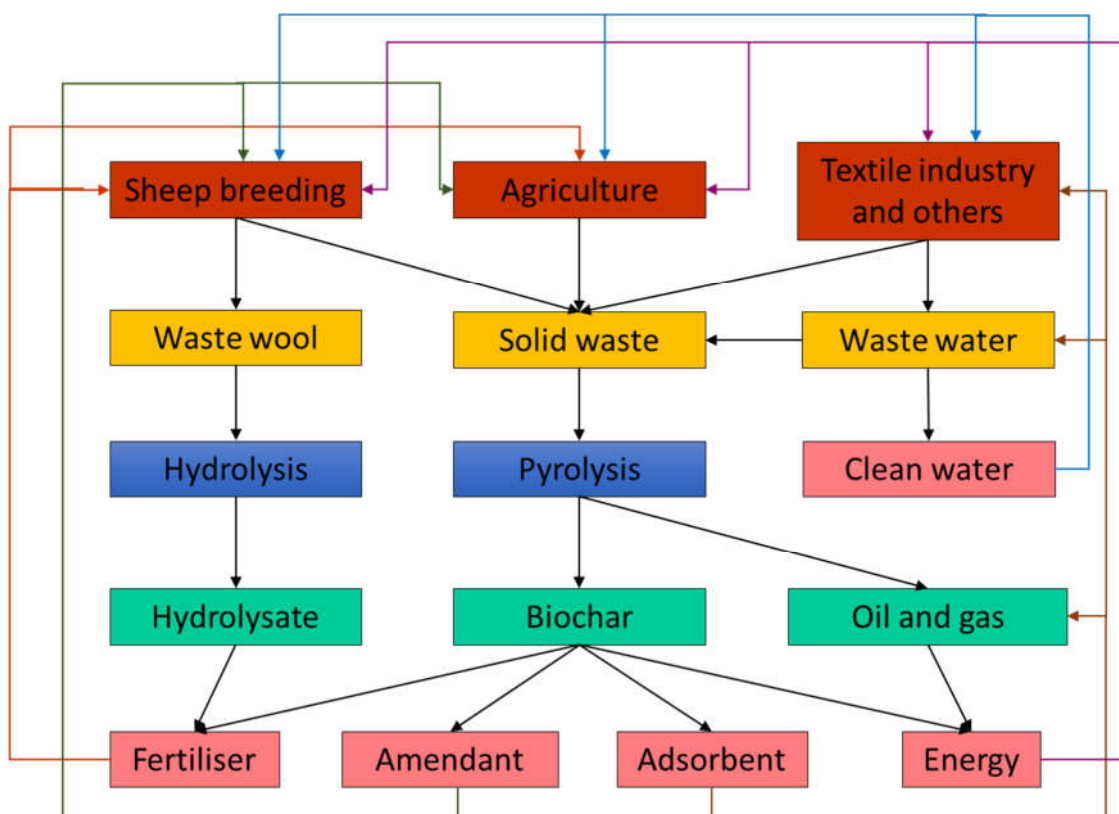 Sheep breeding
Agriculture
Textile industry
and others
Waste wool
Solid waste
Waste water
Hydrolysis
Pyrolysis
Clean water
Hydrolysate
Biochar
Oil and gas
Fertiliser
Amendant
Adsorbent
Energy